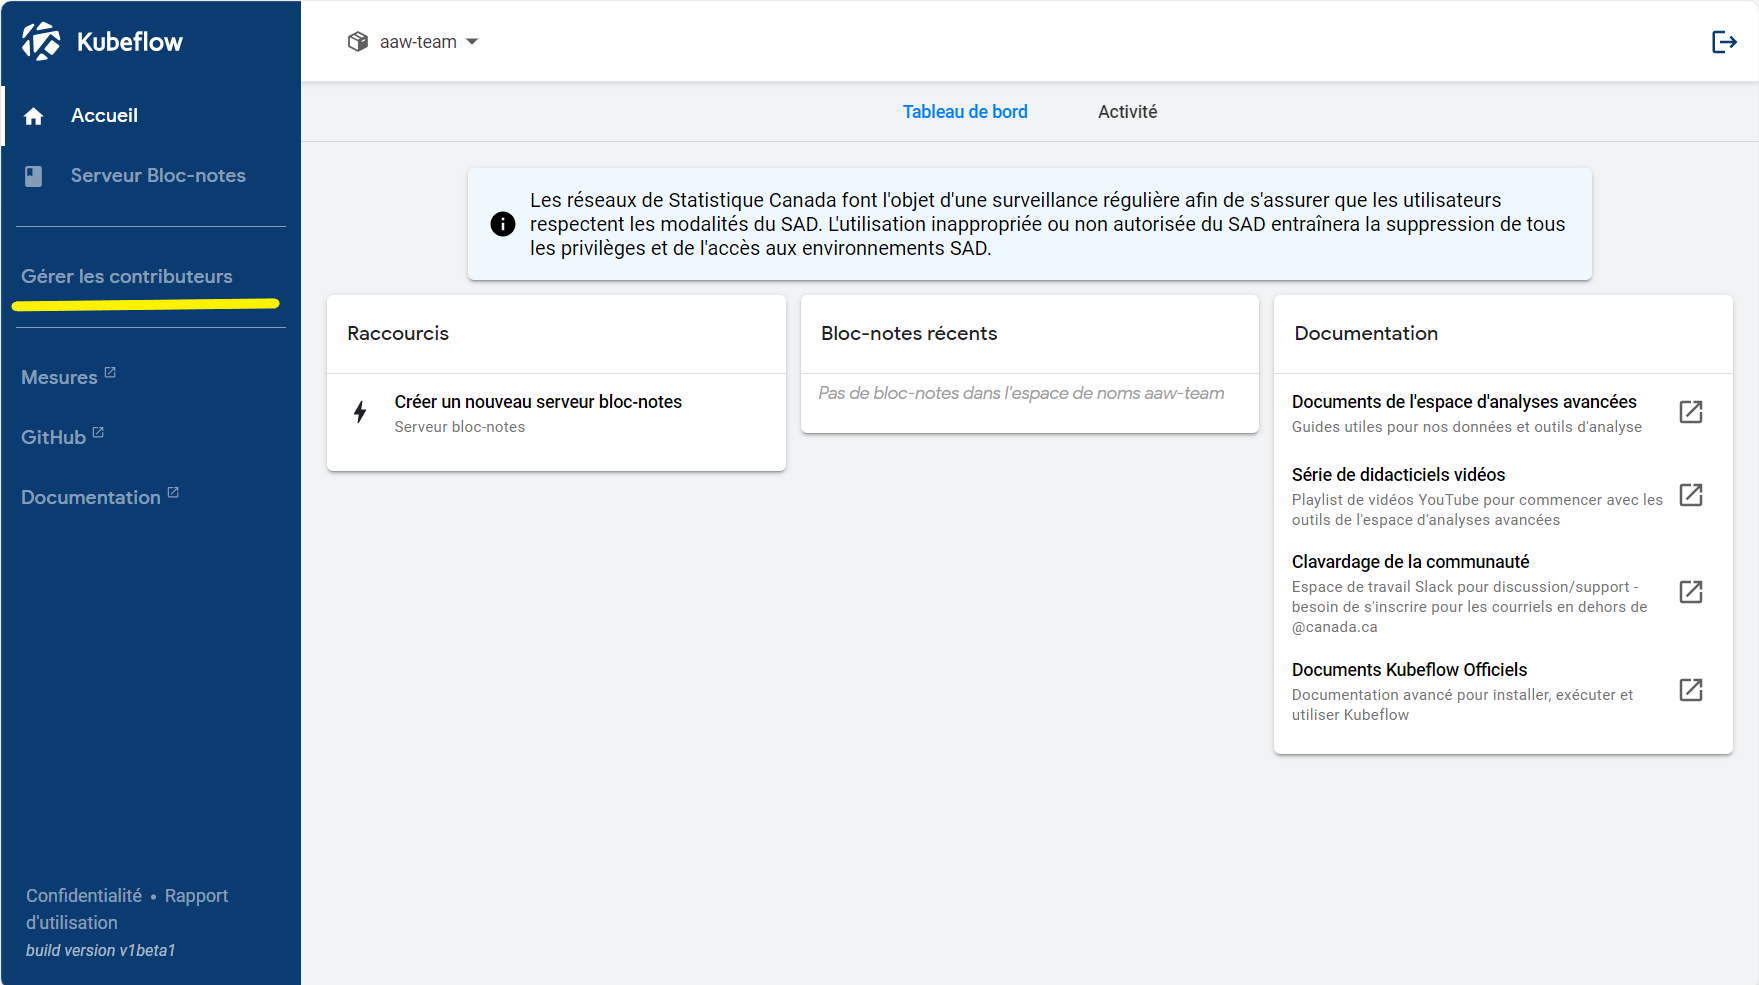 Kubeflow
Accueil
Serveur Bloc-notes
Gérer les contributeurs
Mesures
GitHub
Documentation
Confidentialité • Rapport
d'utilisation
build version v1beta1
aaw-team
Tableau de bord
Activité
Les réseaux de Statistique Canada font l'objet d'une surveillance régulière afin de s'assurer que les utilisateurs
respectent les modalités du SAD. L'utilisation inappropriée ou non autorisée du SAD entraînera la suppression de tous
les privilèges et de l'accès aux environnements SAD.
Raccourcis
Créer un nouveau serveur bloc-notes
Serveur bloc-notes
Bloc-notes récents
Pas de bloc-notes dans l'espace de noms aaw-team
Documentation
Documents de l'espace d'analyses avancées
Guides utiles pour nos données et outils d'analyse
Série de didacticiels vidéos
Playlist de vidéos YouTube pour commencer avec les
outils de l'espace d'analyses avancées
Clavardage de la communauté
Espace de travail Slack pour discussion/support -
besoin de s'inscrire pour les courriels en dehors de
@canada.ca
Documents Kubeflow Officiels
Documentation avancé pour installer, exécuter et
utiliser Kubeflow